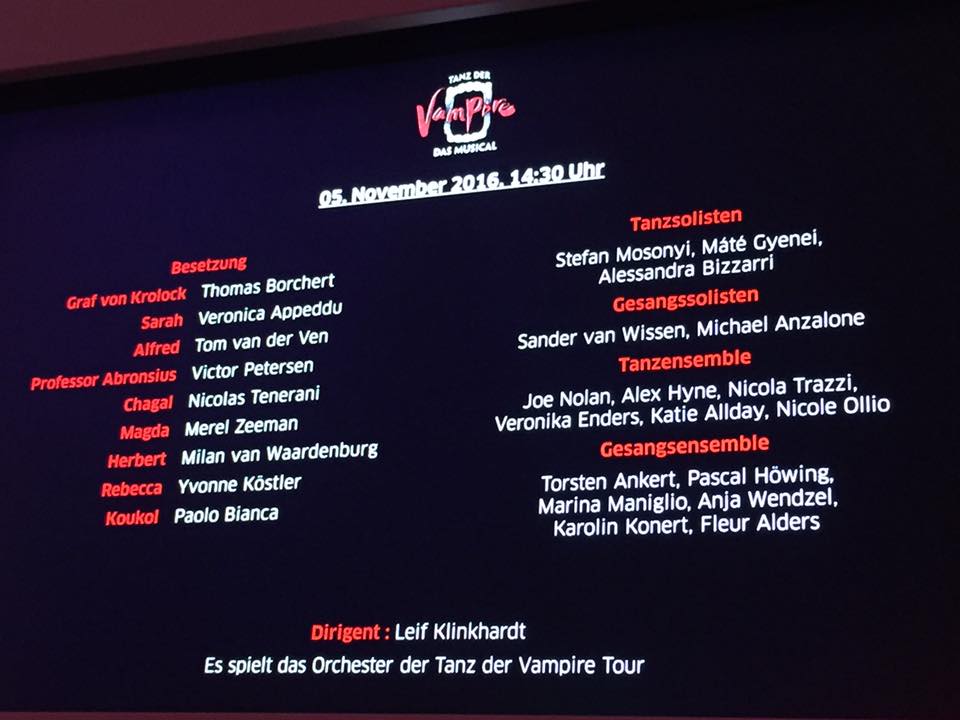 TANZ DER
Vampire
DAS MUSICAL
05. November 2016, 14:30 Uhr
Besetzung
Graf von Krolock Thomas Borchert
Sarah Veronica Appeddu
Alfred Tom van der Ven
Professor Abronsius Victor Petersen
Chagal Nicolas Tenerani
Magda Merel Zeeman
Herbert Milan van Waardenburg
Rebecca Yvonne Köstler
Koukol Paolo Bianca
Tanzsolisten
Stefan Mosonyi, Máté Gyenei,
Alessandra Bizzarri
Gesangssolisten
Sander van Wissen, Michael Anzalone
Tanzensemble
Joe Nolan, Alex Hyne, Nicola Trazzi,
Veronika Enders, Katie Allday, Nicole Ollio
Gesangsensemble
Torsten Ankert, Pascal Höwing,
Marina Maniglio, Anja Wendzel,
Karolin Konert, Fleur Alders
Dirigent : Leif Klinkhardt
Es spielt das Orchester der Tanz der Vampire Tour